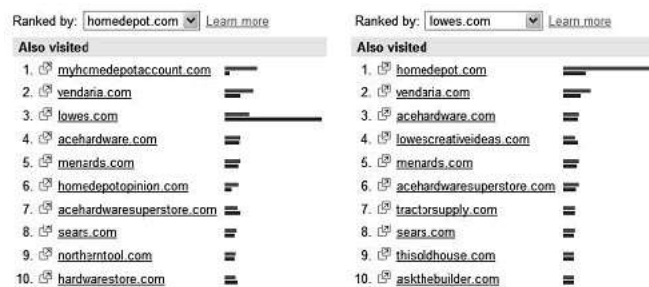 Ranked by: homedepot.com Learn more
Also visited
1. myhomedepotaccount.com
2. vendaria.com
3. lowes.com
4. acehardware.com
5. menards.com
6. homedepotopinion.com
7. acehardwaresuperstore.com
8. sears.com
9. northerntool.com
10. hardwarestore.com
Ranked by: lowes.com Learn more
Also visited
1. homedepot.com
2. vendaria.com
3. acehardware.com
4. lowescreativeideas.com
5. menards.com
6. acehardwaresuperstore.com
7. tractorsupply.com
8. sears.com
9. thisoldhouse.com
10. askthebuilder.com